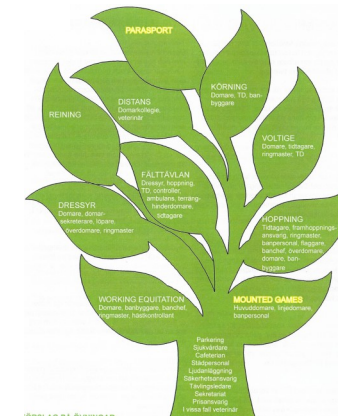 PARASPORT
KÖRNING
Domare, TD, ban-
byggare
DISTANS
Domarkollegie,
veterinär
REINING
VOLTIGE
Domare, tidtagare,
ringmaster, TD
FÄLTTÄVLAN
Dressyr, hoppning,
TD, controller,
ambulans, terräng-
hinderdomare,
tidtagare
DRESSYR
Domare, domar-
sekreterare, löpare,
överdomare, ringmaster
HOPPNING
Tidtagare, framhoppnings-
ansvarig, ringmaster,
banpersonal, flaggare,
banchef, överdomare,
domare, ban-
byggare
WORKING EQUITATION
Domare, banbyggare, banchef,
ringmaster, hästkontrollant
MOUNTED GAMES
Huvuddomare, linjedomare,
banpersonal
Parkering
Sjukvårdare
Cafeterian
Städpersonal
Ljudanläggning
Säkerhetsansvarig
Tävlingsledare
Sekretariat
Prisansvarig
I vissa fall veterinär